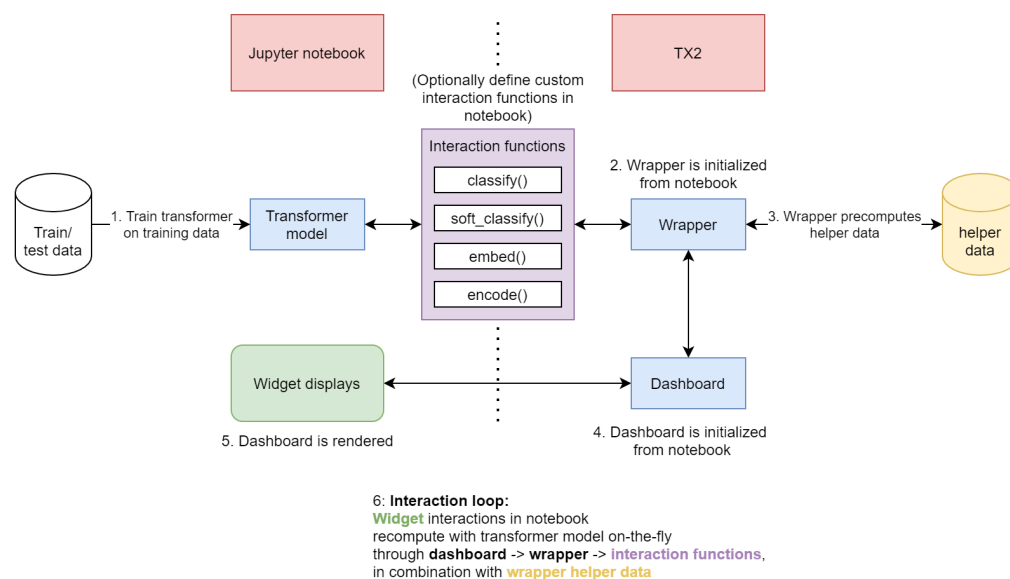 Jupyter notebook
TX2
(Optionally define custom
interaction functions in
notebook)
Interaction functions
classify()
soft_classify()
embed()
encode()
Train/
test data
1. Train transformer
on training data
Transformer
model
2. Wrapper is initialized
from notebook
Wrapper
3. Wrapper precomputes
helper data
helper
data
Widget displays
5. Dashboard is rendered
Dashboard
4. Dashboard is initialized
from notebook
6: Interaction loop:
Widget interactions in notebook
recompute with transformer model on-the-fly
through dashboard -> wrapper -> interaction functions,
in combination with wrapper helper data